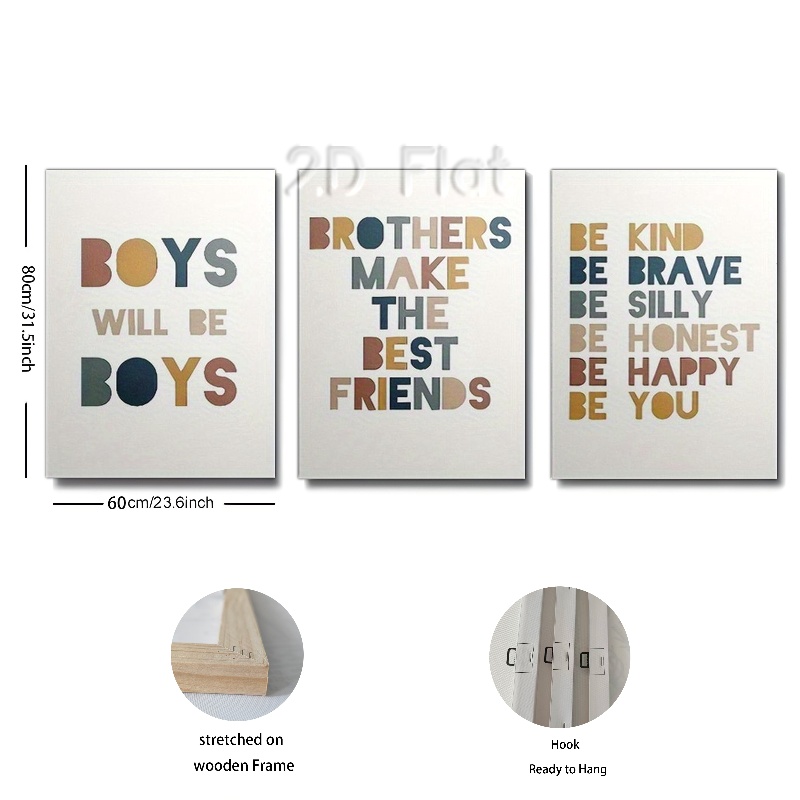 2D Flat
80cm/31.5inch
BOYS
WILL BE
BOYS
BROTHERS
MAKE
THE
BEST
FRIENDS
BE KIND
BE BRAVE
BE SILLY
BE HONEST
BE HAPPY
BE YOU
60cm/23.6inch
stretched on
wooden Frame
Hook
Ready to Hang